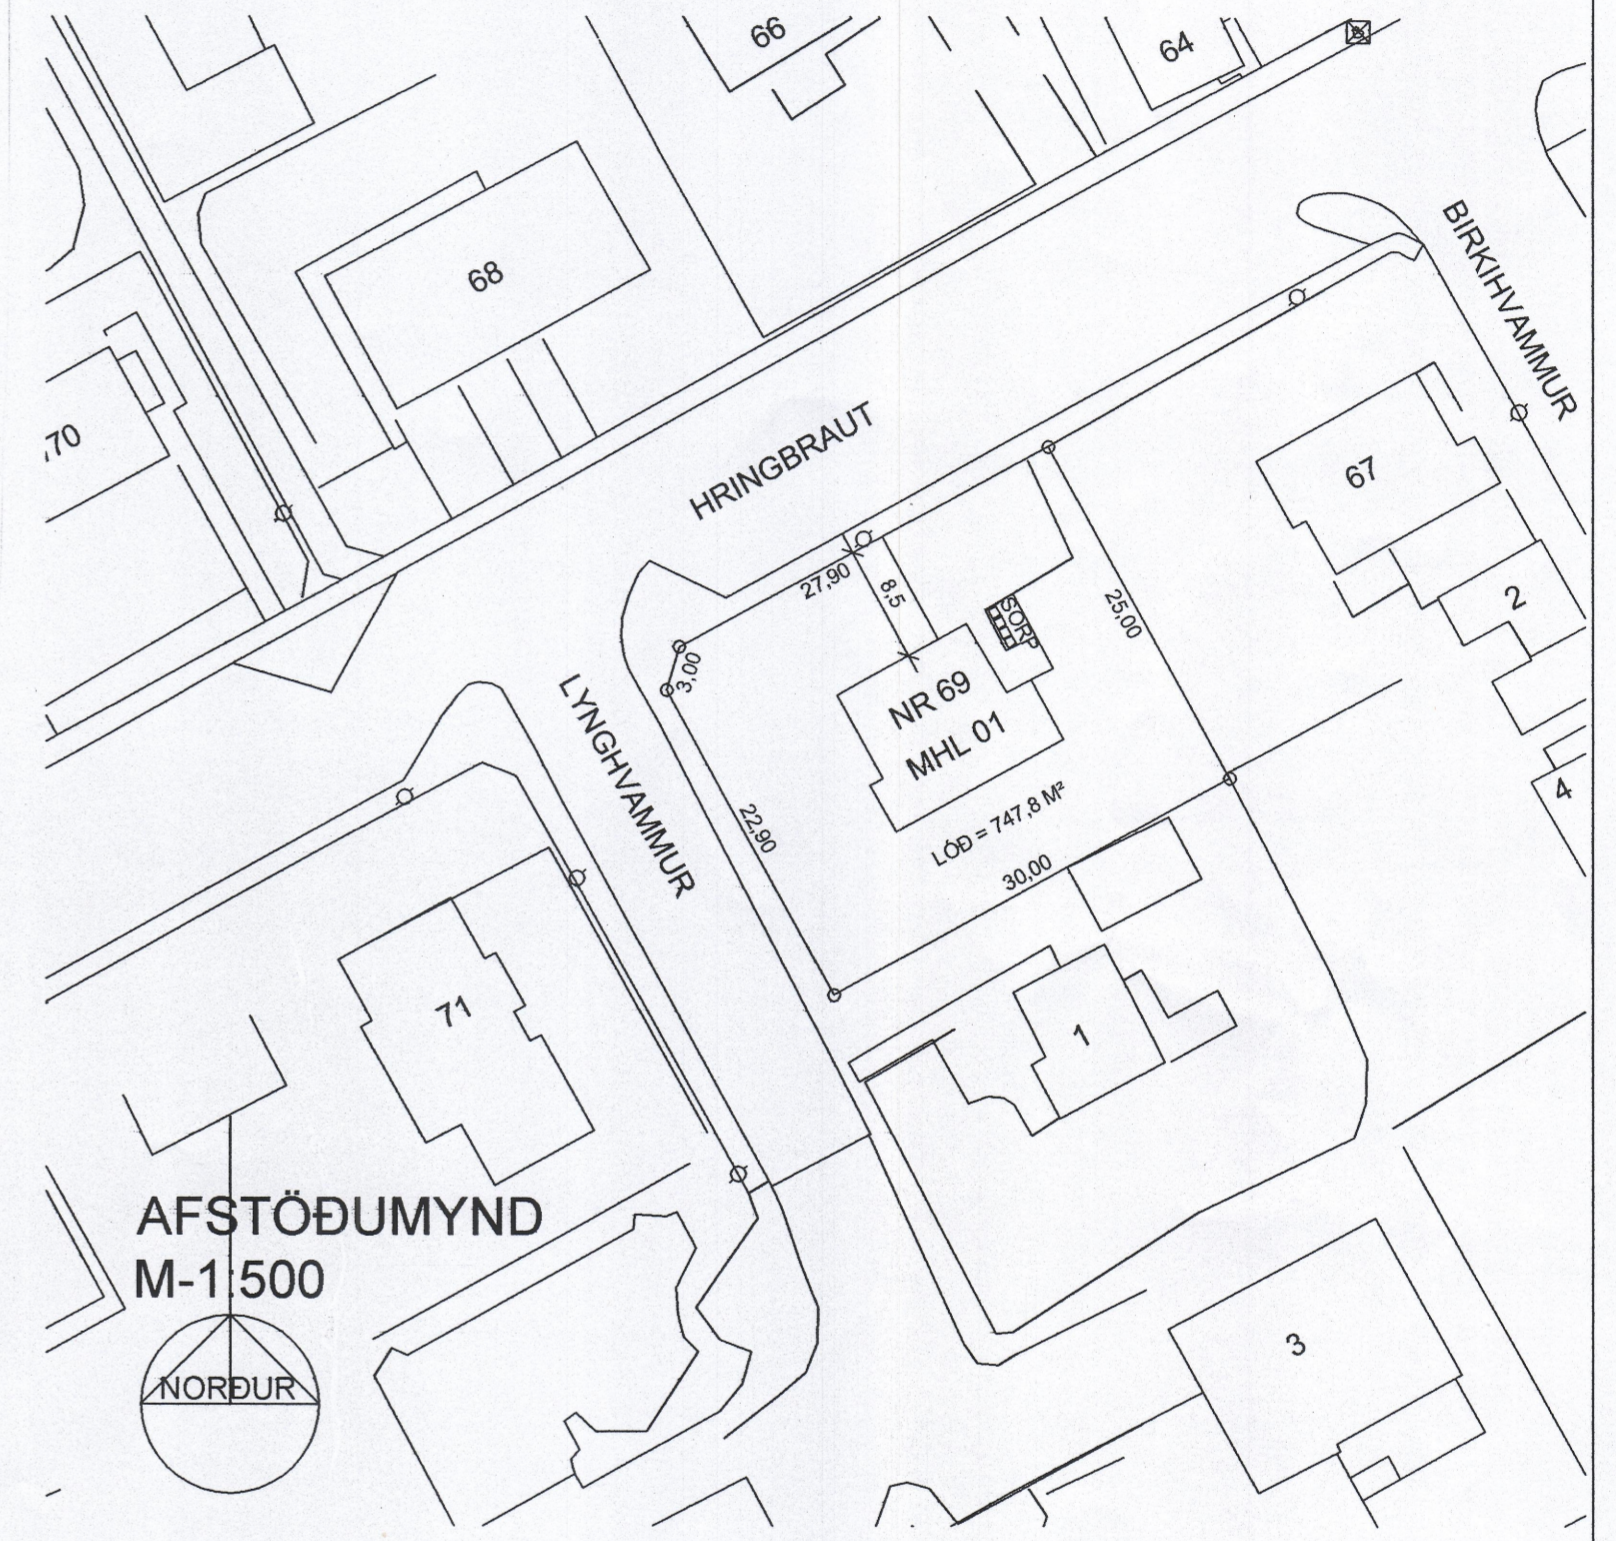 66
64
68
BIRKIHVAMMUR
70
HRINGBRAUT
67
27,90
8,5
SORP
25,00
2
3,00
LYNGHVAMMUR
NR 69
MHL 01
4
22,90
LÓÐ = 747,8 M²
30,00
71
1
AFSTÖÐUMYND
M-1:500
3
NORÐUR